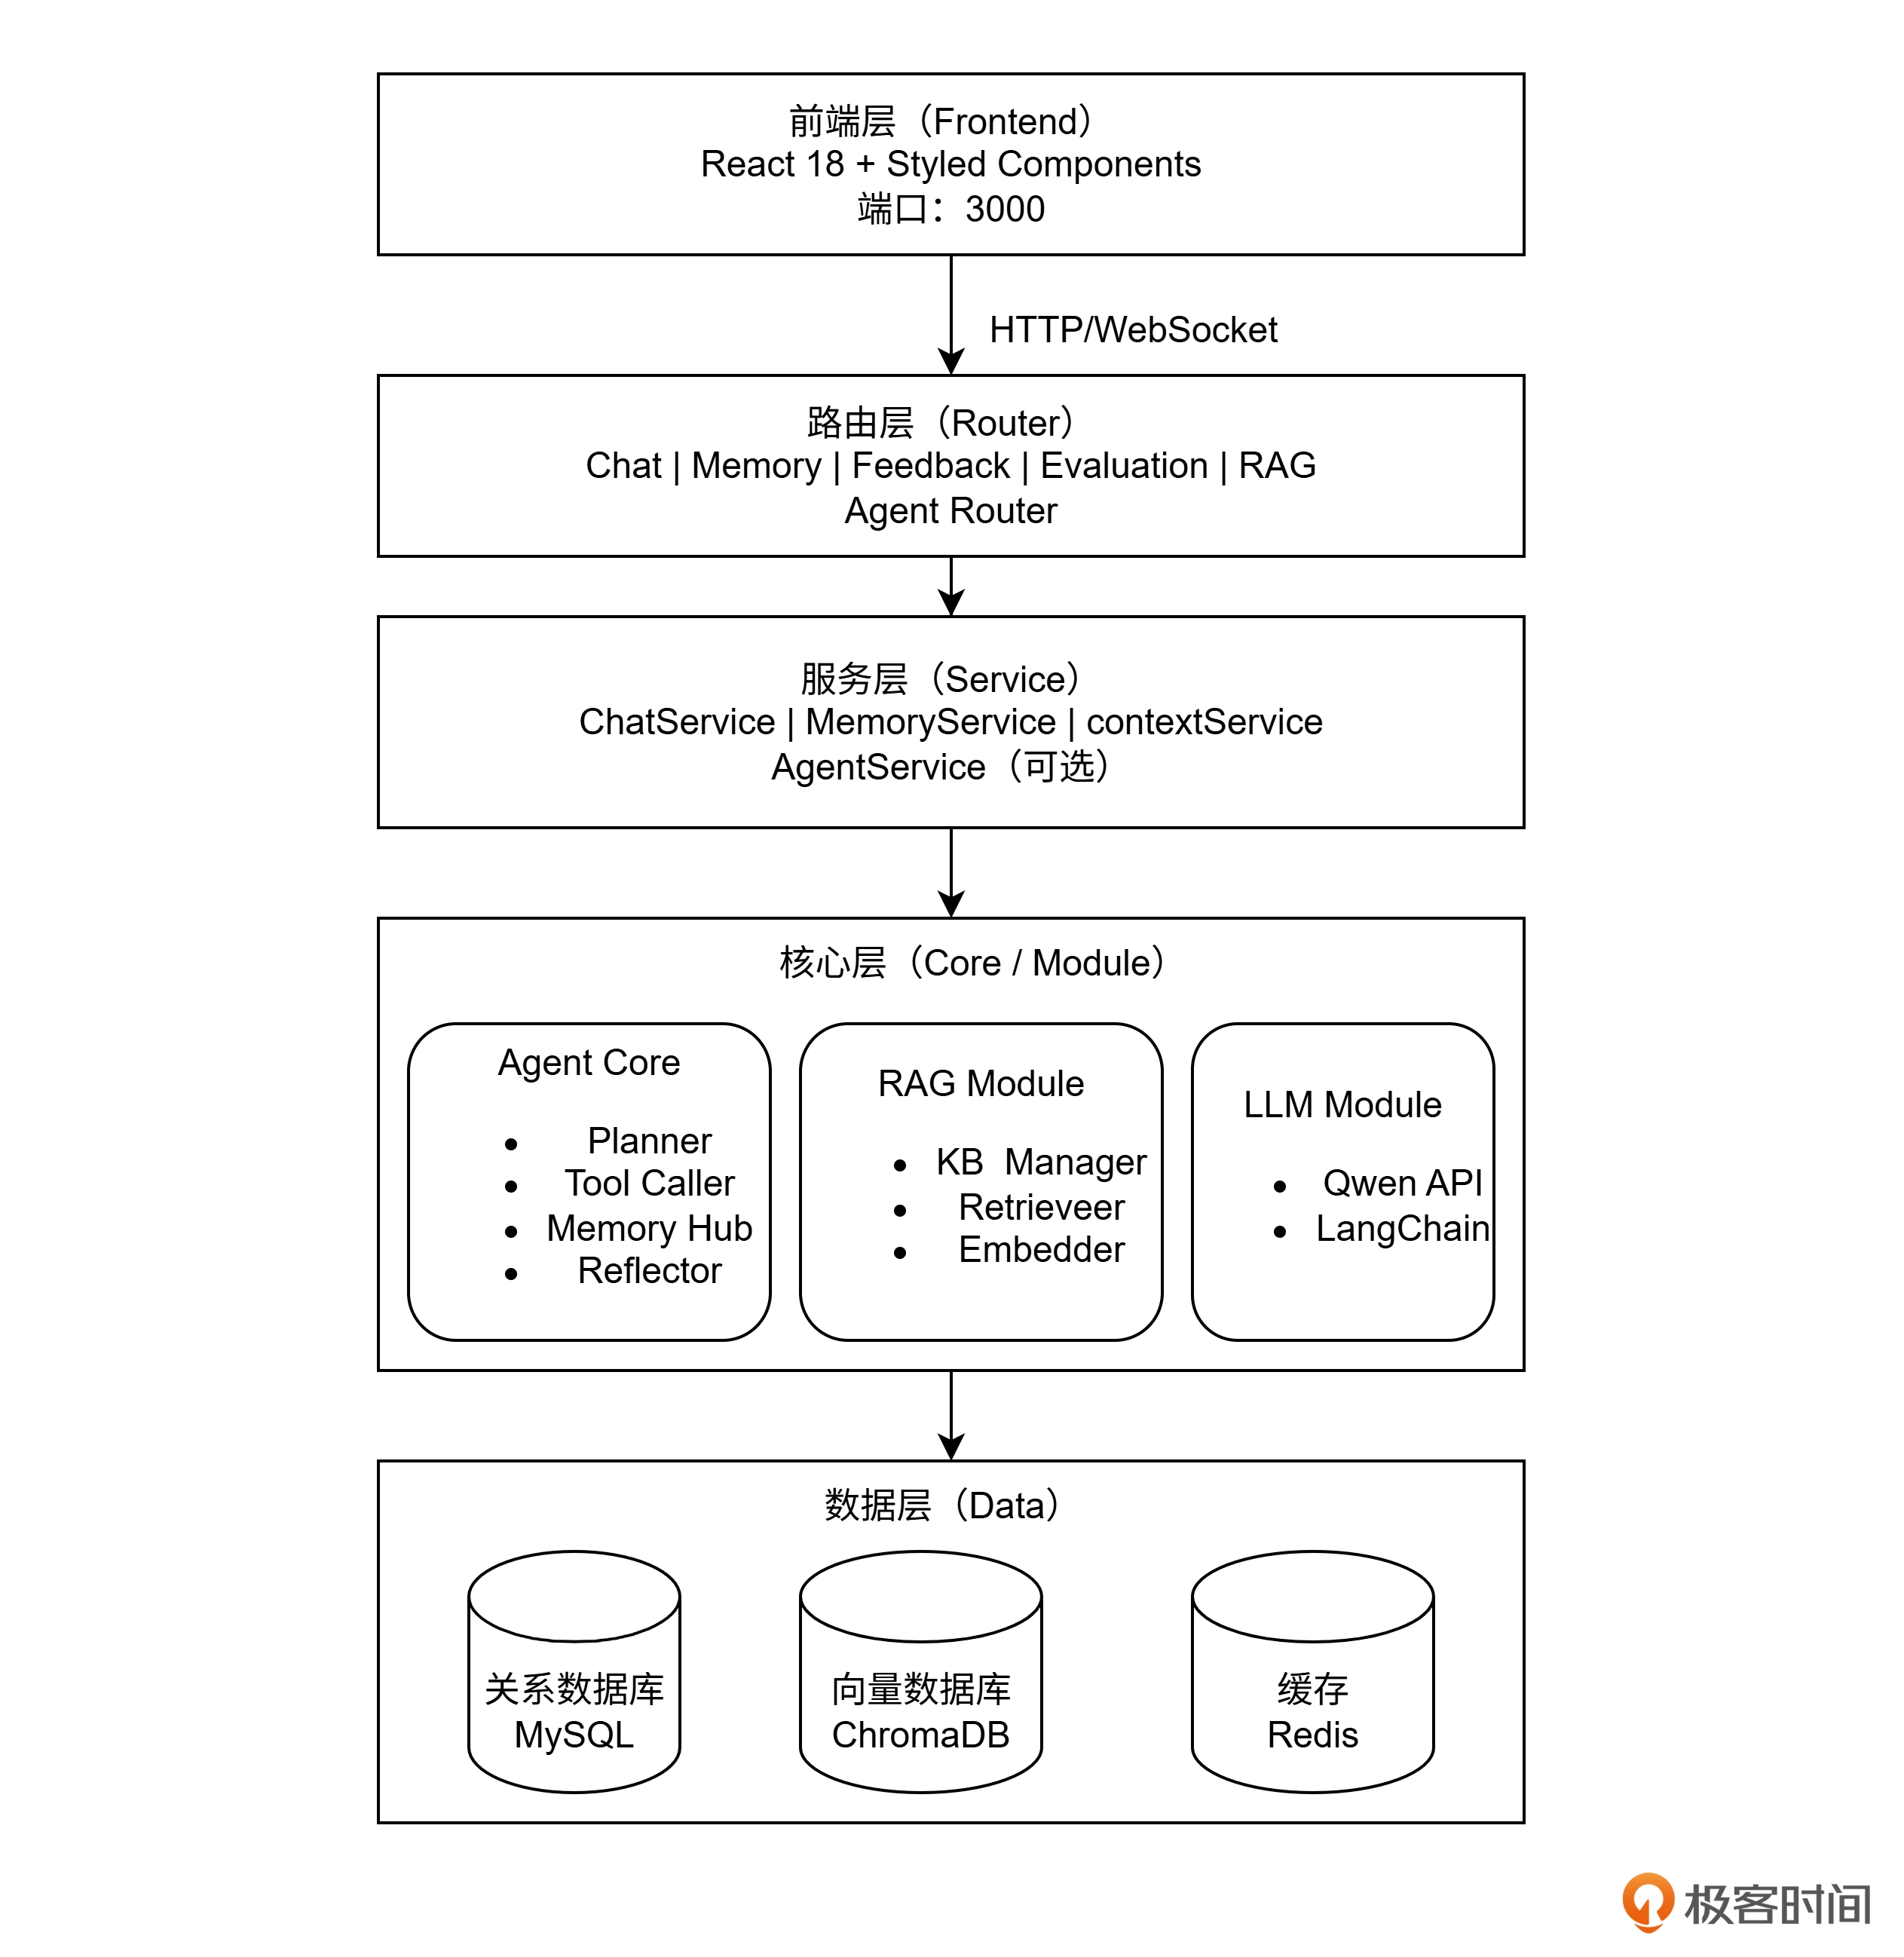 前端层（Frontend）
React 18 + Styled Components
端口：3000
HTTP/WebSocket
路由层（Router）
Chat | Memory | Feedback | Evaluation | RAG
Agent Router
服务层（Service）
ChatService | MemoryService | contextService
AgentService（可选）
核心层（Core / Module）
Agent Core
• Planner
• Tool Caller
• Memory Hub
• Reflector
RAG Module
• KB Manager
• Retrieveer
• Embedder
LLM Module
• Qwen API
• LangChain
数据层（Data）
关系数据库
MySQL
向量数据库
ChromaDB
缓存
Redis
极客时间